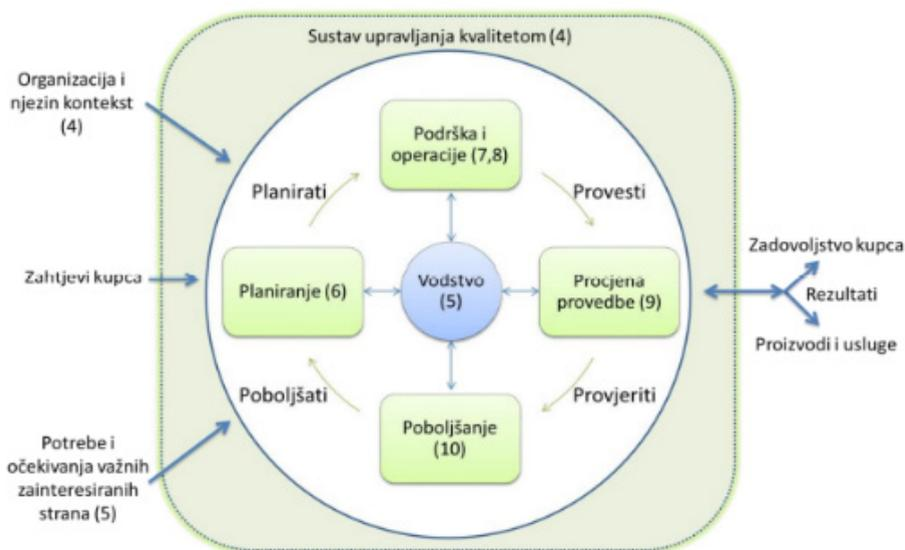 Sustav upravljanja kvalitetom (4)
Organizacija i
njezin kontekst
(4)
Podrška i
operacije (7,8)
Planirati
Provesti
Zahtjevi kupca
Planiranje (6)
Vodstvo
(5)
Procjena
provedbe (9)
Zadovoljstvo kupca
Rezultati
Proizvodi i usluge
Poboljšati
Provjeriti
Poboljšanje
(10)
Potrebe i
očekivanja važnih
zainteresiranih
strana (5)